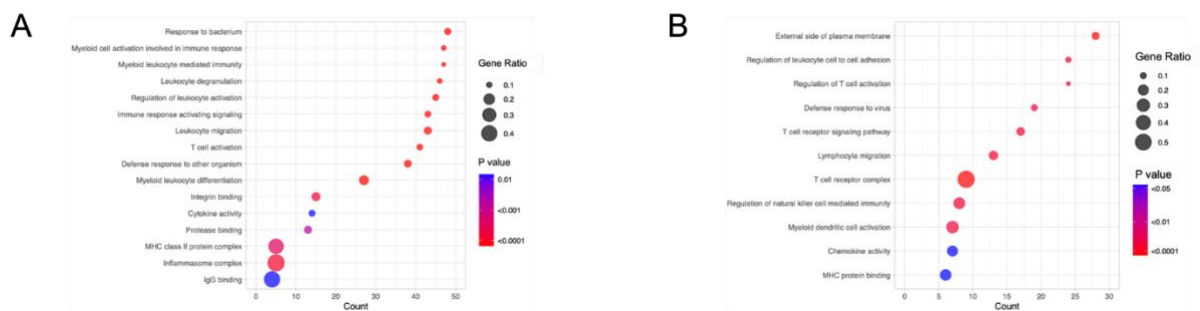 A
Response to bacterium
Myeloid cell activation involved in immune response
Myeloid leukocyte mediated immunity
Leukocyte degranulation
Regulation of leukocyte activation
Immune response activating signaling
Leukocyte migration
T cell activation
Defense response to other organism
Myeloid leukocyte differentiation
Integrin binding
Cytokine activity
Protease binding
MHC class II protein complex
Inflammasome complex
IgG binding
0 10 20 30 40 50
Count
Gene Ratio
0.1
0.2
0.3
0.4
P value
0.01
<0.001
<0.0001
B
External side of plasma membrane
Regulation of leukocyte cell to cell adhesion
Regulation of T cell activation
Defense response to virus
T cell receptor signaling pathway
Lymphocyte migration
T cell receptor complex
Regulation of natural killer cell mediated immunity
Myeloid dendritic cell activation
Chemokine activity
MHC protein binding
0 5 10 15 20 25 30
Count
Gene Ratio
0.1
0.2
0.3
0.4
0.5
P value
<0.05
<0.01
<0.0001